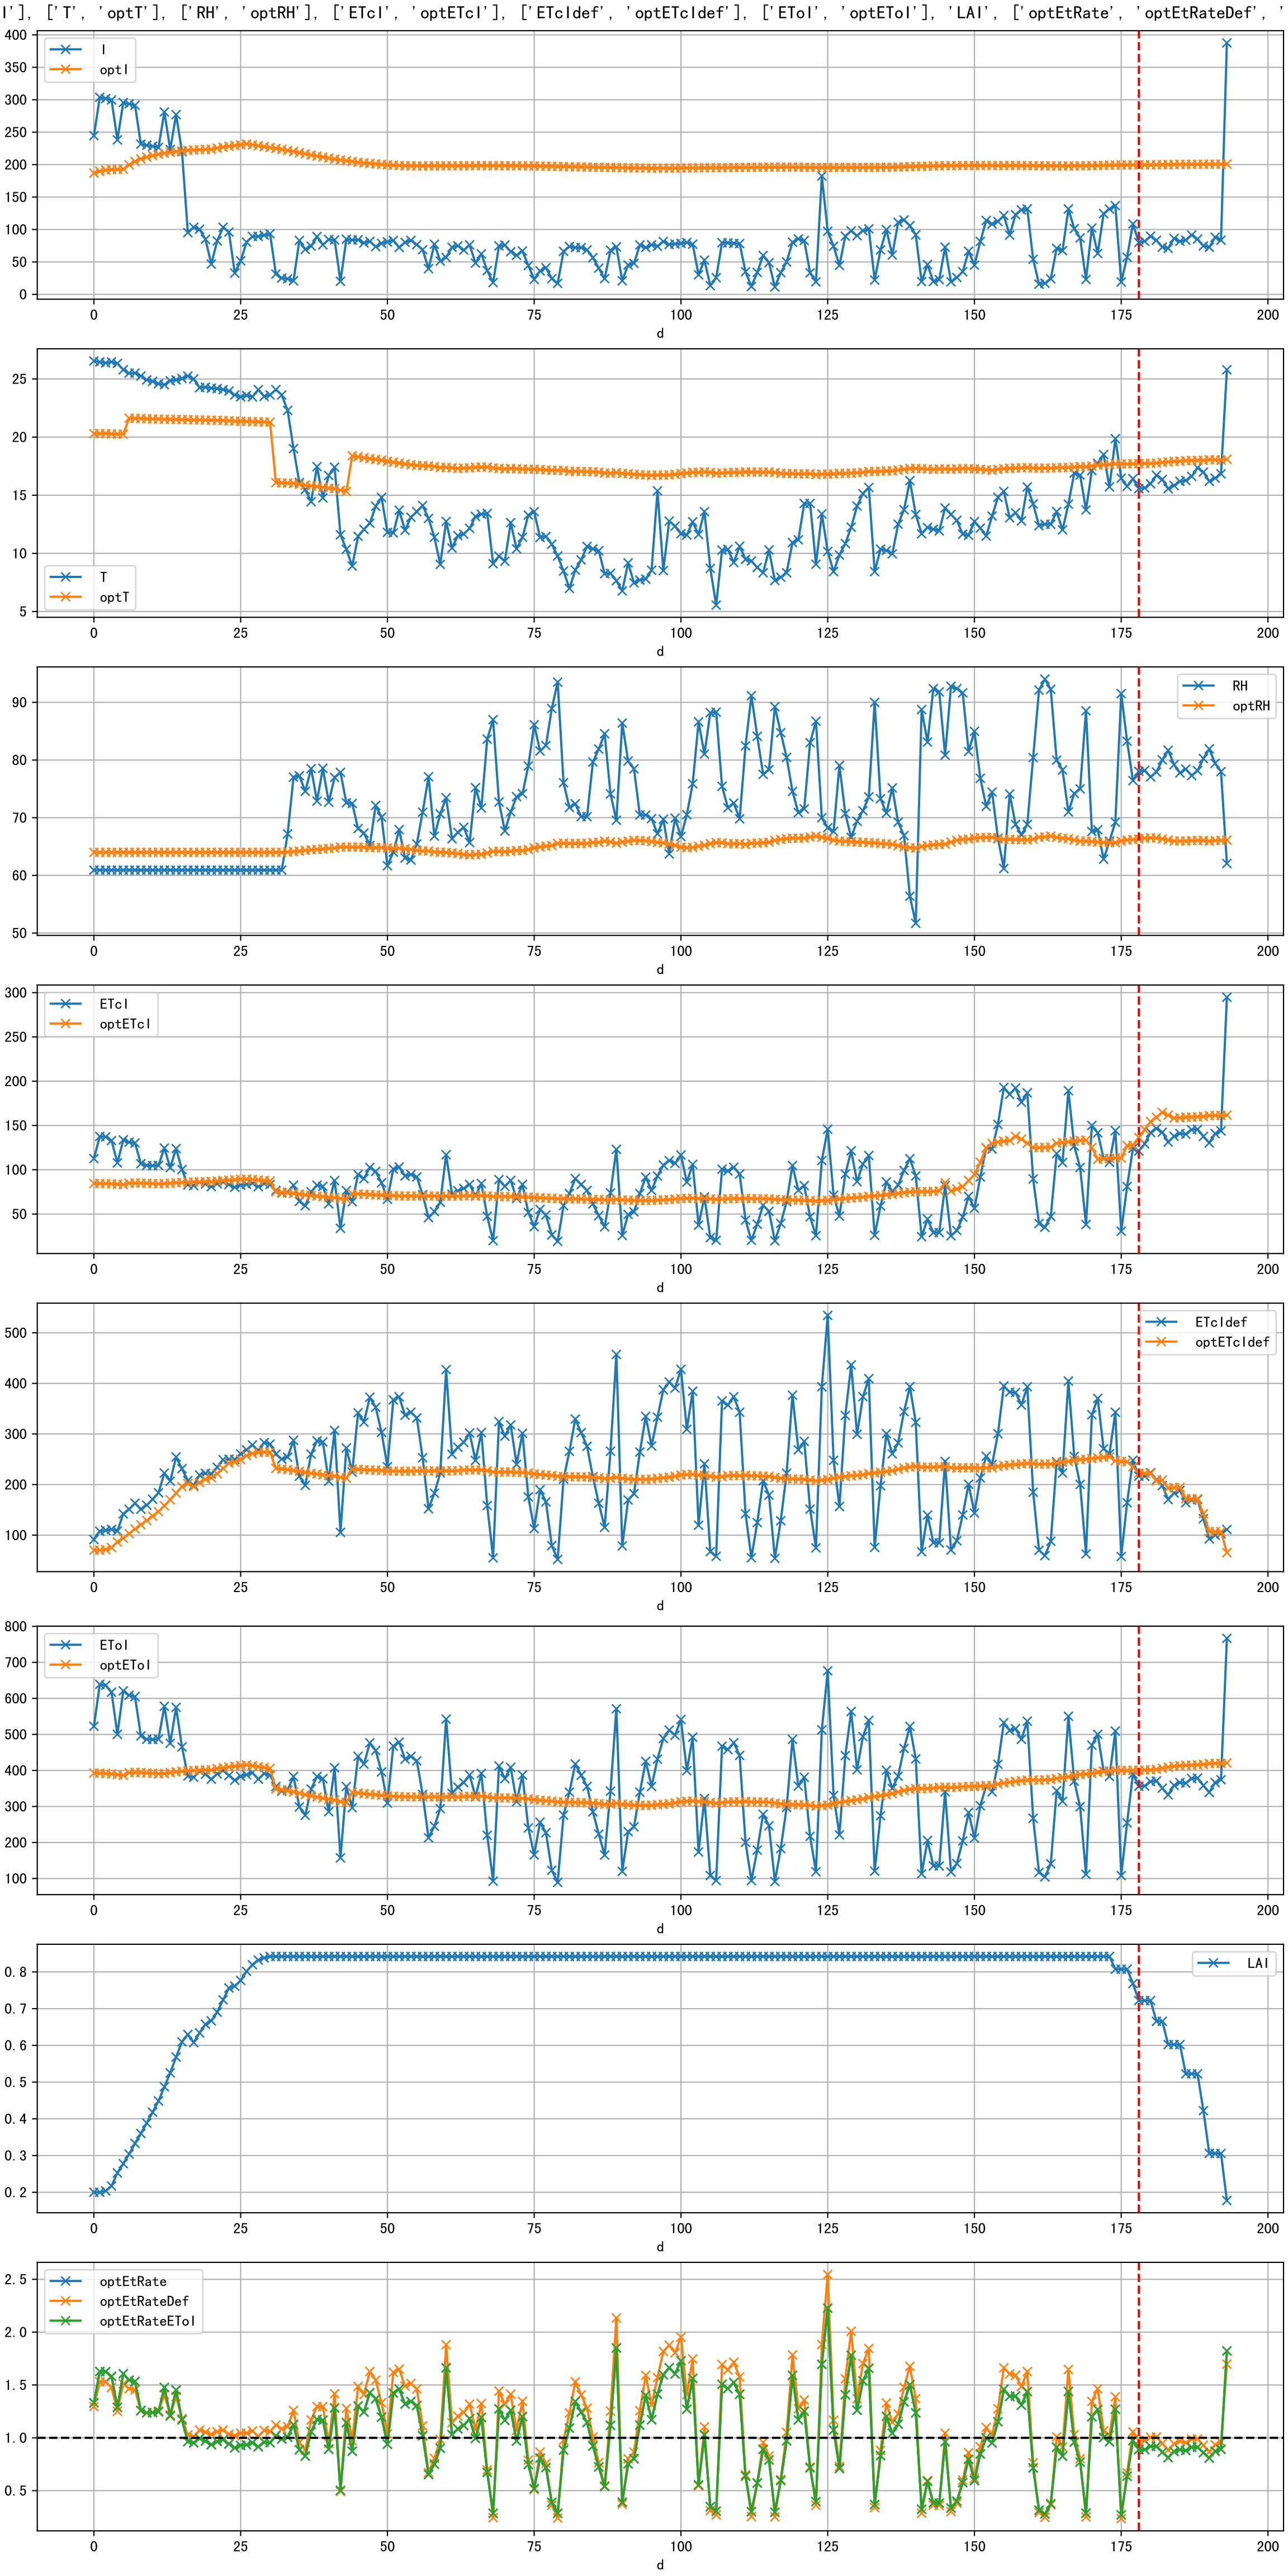 I'], ['T', 'optT'], ['RH', 'optRH'], ['ETcI', 'optETcI'], ['ETcIdef', 'optETcIdef'], ['EToI', 'optEToI'], 'LAI', ['optEtRate', 'optEtRateDef', '
400
350
300
250
200
150
100
50
0
I
optI
0 25 50 75 100 125 150 175 200
d
25
20
15
10
5
T
optT
0 25 50 75 100 125 150 175 200
d
90
80
70
60
50
RH
optRH
0 25 50 75 100 125 150 175 200
d
300
250
200
150
100
50
ETcI
optETcI
0 25 50 75 100 125 150 175 200
d
500
400
300
200
100
ETcIdef
optETcIdef
0 25 50 75 100 125 150 175 200
d
800
700
600
500
400
300
200
100
EToI
optEToI
0 25 50 75 100 125 150 175 200
d
0.8
0.7
0.6
0.5
0.4
0.3
0.2
LAI
0 25 50 75 100 125 150 175 200
d
2.5
2.0
1.5
1.0
0.5
optEtRate
optEtRateDef
optEtRateEToI
0 25 50 75 100 125 150 175 200
d